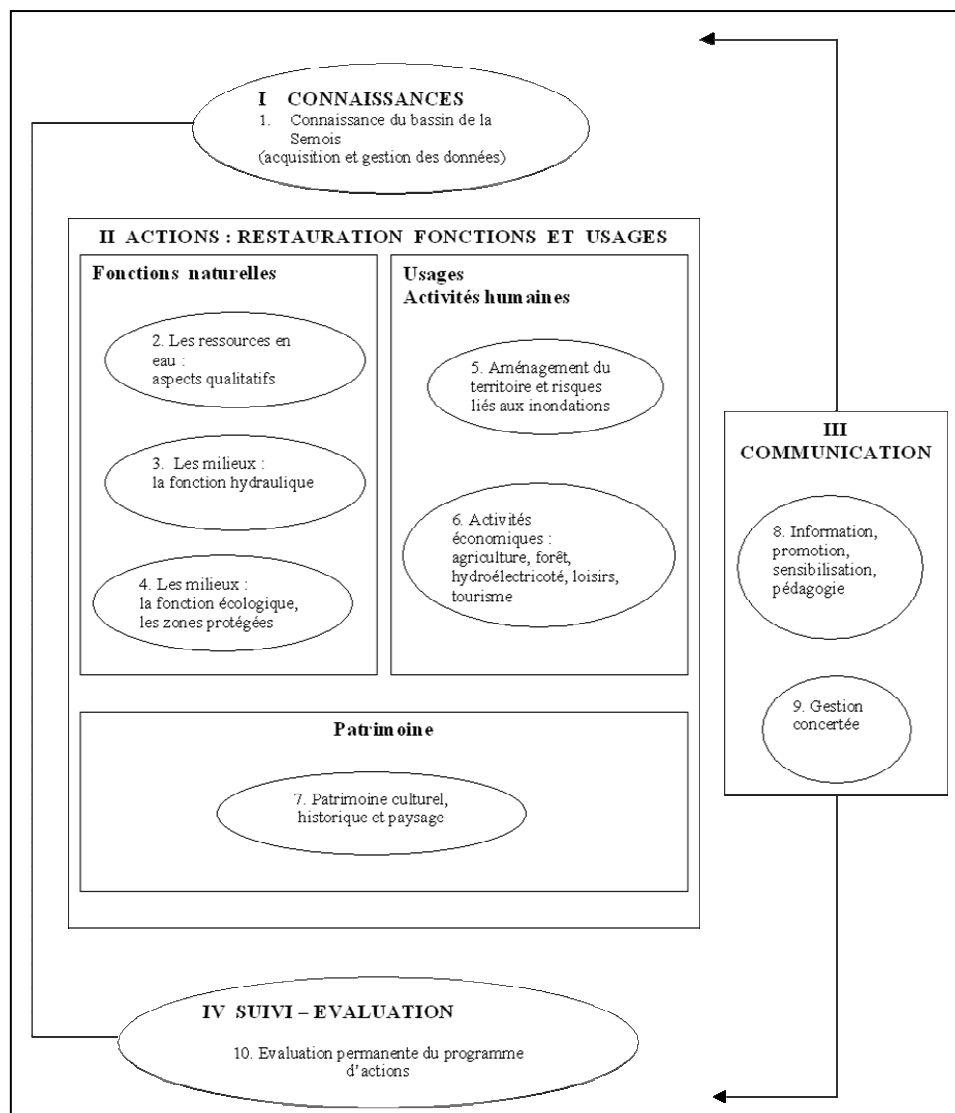 I CONNAISSANCES
1. Connaissance du bassin de la
Semois
(acquisition et gestion des données)
II ACTIONS : RESTAURATION FONCTIONS ET USAGES
Fonctions naturelles
2. Les ressources en
eau :
aspects qualitatifs
3. Les milieux :
la fonction hydraulique
4. Les milieux :
la fonction écologique,
les zones protégées
Usages
Activités humaines
5. Aménagement du
territoire et risques
liés aux inondations
6. Activités
économiques :
agriculture, forêt,
hydroélectricoté, loisirs,
tourisme
Patrimoine
7. Patrimoine culturel,
historique et paysage
III
COMMUNICATION
8. Information,
promotion,
sensibilisation,
pédagogie
9. Gestion
concertée
IV SUIVI – EVALUATION
10. Evaluation permanente du programme
d'actions